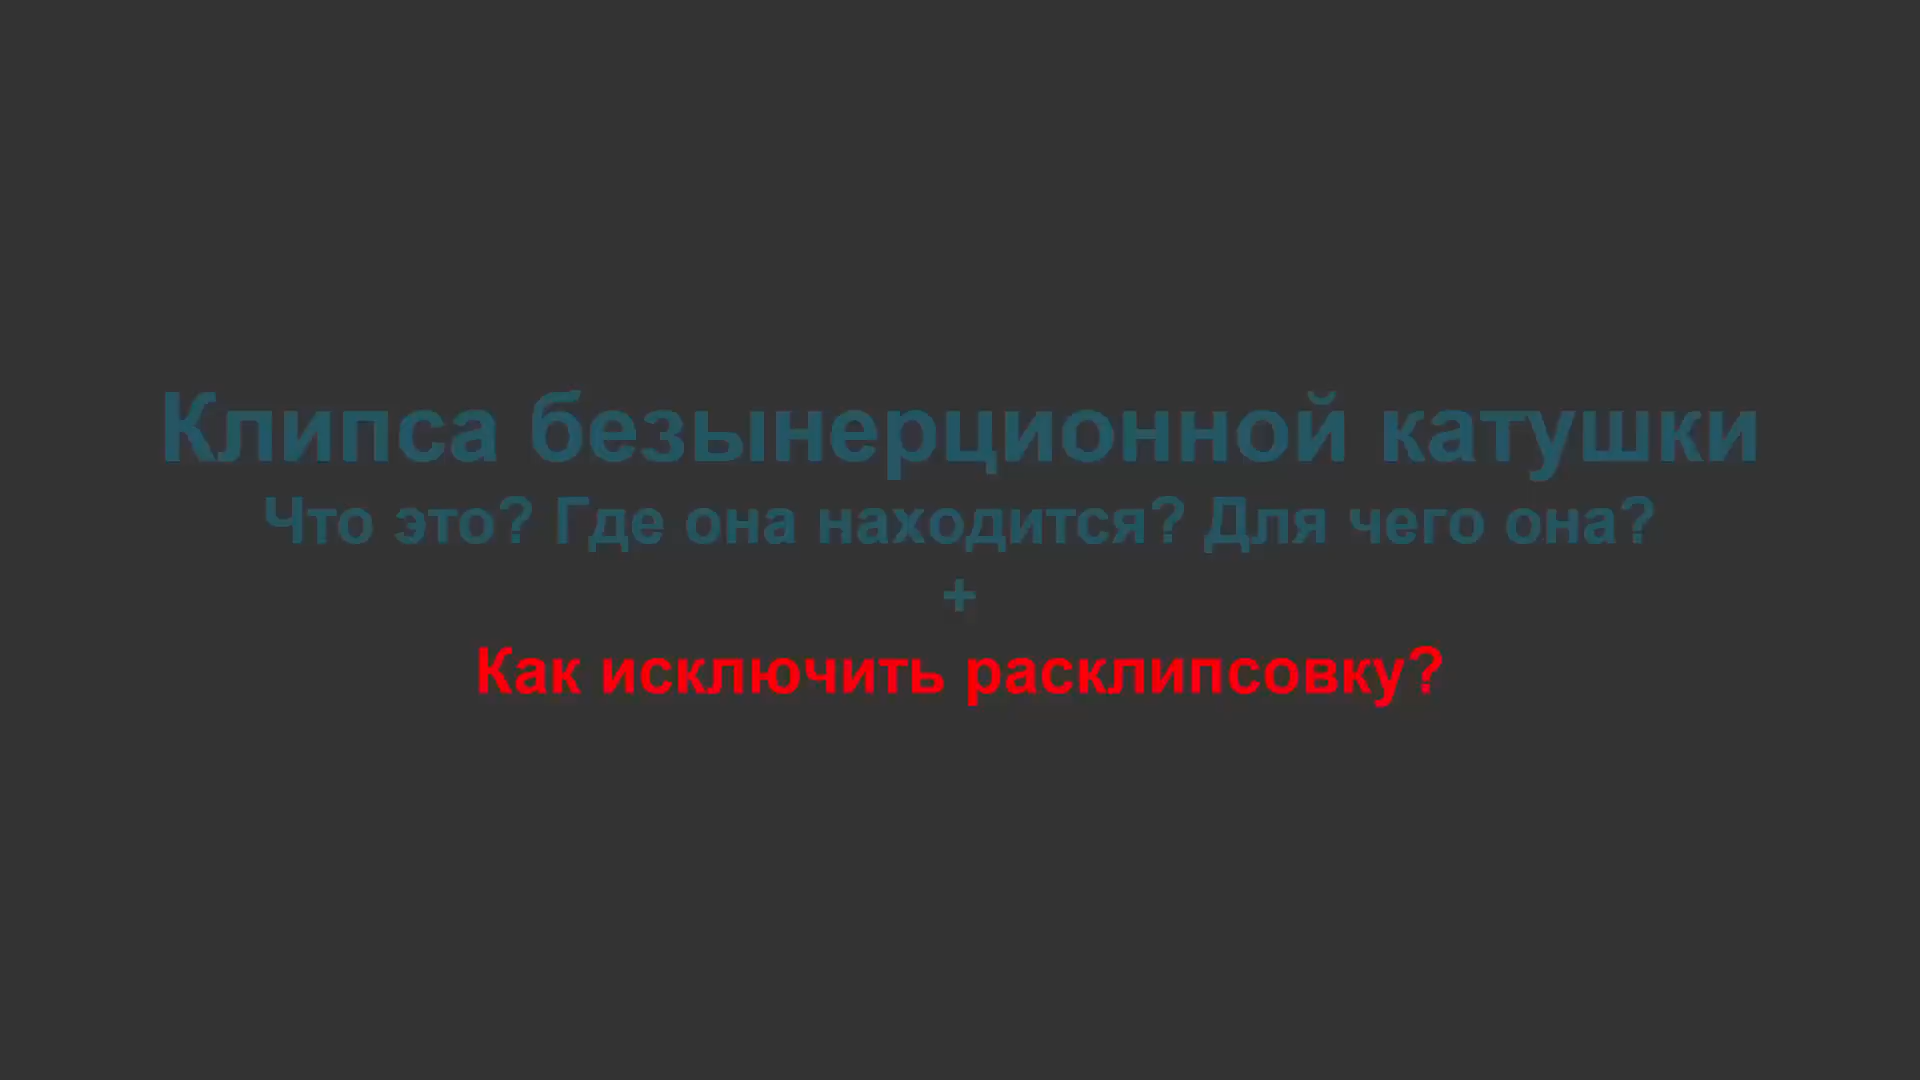 Клипса безынерционной катушки
Что это? Где она находится? Для чего она?
+
Как исключить расклипсовку?